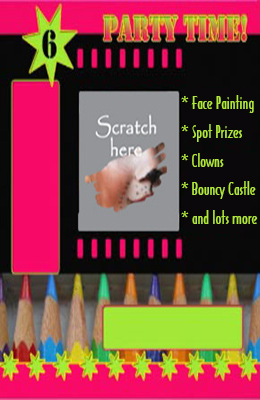 PARTY TIME!
6
* Face Painting
Scratch
here
* Spot Prizes
* Clowns
* Bouncy Castle
* and lots more